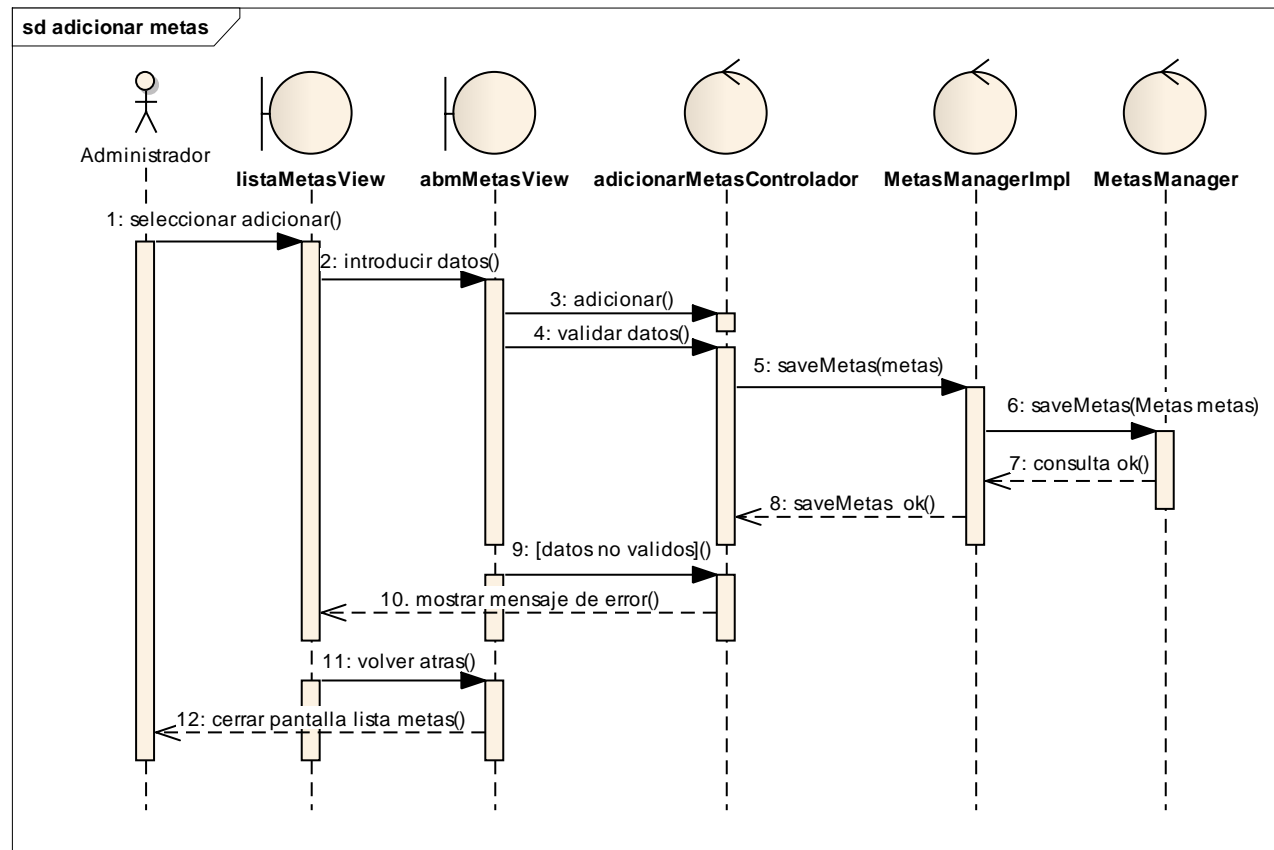 sd adicionar metas
Administrador
listaMetasView
abmMetasView
adicionarMetasControlador
MetasManagerImpl
MetasManager
1: seleccionar adicionar()
2: introducir datos()
3: adicionar()
4: validar datos()
5: saveMetas(metas)
6: saveMetas(Metas metas)
7: consulta ok()
8: saveMetas ok()
9: [datos no validos]()
10. mostrar mensaje de error()
11: volver atras()
12: cerrar pantalla lista metas()